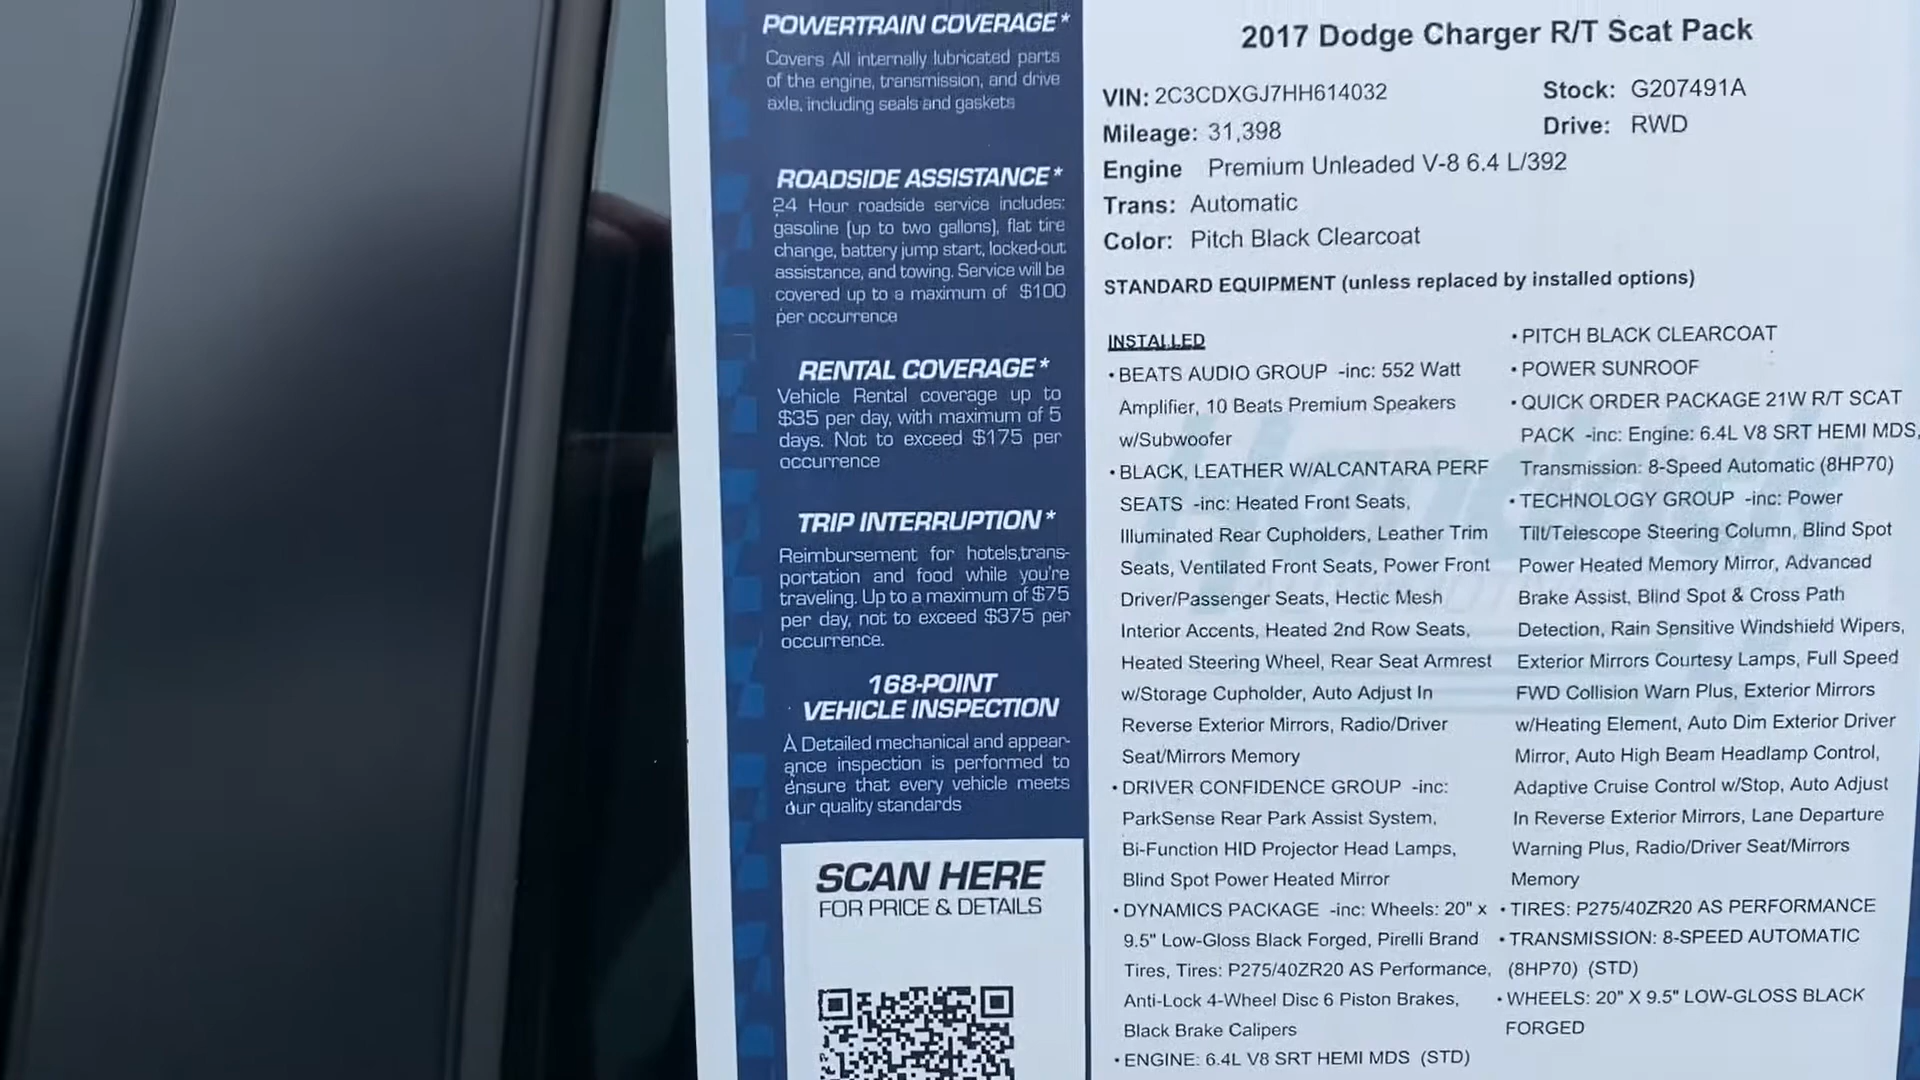 POWERTRAIN COVERAGE*
Covers All internally lubricated parts
of the engine, transmission, and drive
axle, including seals and gaskets
ROADSIDE ASSISTANCE*
24 Hour roadside service includes:
gasoline (up to two gallons), flat tire
change, battery jump start, locked-out
assistance, and towing. Service will be
covered up to a maximum of $100
per occurrence
RENTAL COVERAGE*
Vehicle Rental coverage up to
$35 per day, with maximum of 5
days. Not to exceed $175 per
occurrence
TRIP INTERRUPTION*
Reimbursement for hotels,trans-
portation and food while you're
traveling. Up to a maximum of $75
per day, not to exceed $375 per
occurrence.
168-POINT
VEHICLE INSPECTION
A Detailed mechanical and appear-
ance inspection is performed to
ensure that every vehicle meets
our quality standards
SCAN HERE
FOR PRICE & DETAILS
2017 Dodge Charger R/T Scat Pack
VIN: 2C3CDXGJ7HH614032
Stock: G207491A
Mileage: 31,398
Drive: RWD
Engine Premium Unleaded V-8 6.4 L/392
Trans: Automatic
Color: Pitch Black Clearcoat
STANDARD EQUIPMENT (unless replaced by installed options)
INSTALLED
• BEATS AUDIO GROUP -inc: 552 Watt
Amplifier, 10 Beats Premium Speakers
w/Subwoofer
• BLACK, LEATHER W/ALCANTARA PERF
SEATS -inc: Heated Front Seats,
Illuminated Rear Cupholders, Leather Trim
Seats, Ventilated Front Seats, Power Front
Driver/Passenger Seats, Hectic Mesh
Interior Accents, Heated 2nd Row Seats,
Heated Steering Wheel, Rear Seat Armrest
w/Storage Cupholder, Auto Adjust In
Reverse Exterior Mirrors, Radio/Driver
Seat/Mirrors Memory
• DRIVER CONFIDENCE GROUP -inc:
ParkSense Rear Park Assist System,
Bi-Function HID Projector Head Lamps,
Blind Spot Power Heated Mirror
• DYNAMICS PACKAGE -inc: Wheels: 20" x
9.5" Low-Gloss Black Forged, Pirelli Brand
Tires, Tires: P275/40ZR20 AS Performance,
Anti-Lock 4-Wheel Disc 6 Piston Brakes,
Black Brake Calipers
• ENGINE: 6.4L V8 SRT HEMI MDS (STD)
• PITCH BLACK CLEARCOAT
• POWER SUNROOF
• QUICK ORDER PACKAGE 21W R/T SCAT
PACK -inc: Engine: 6.4L V8 SRT HEMI MDS,
Transmission: 8-Speed Automatic (8HP70)
• TECHNOLOGY GROUP -inc: Power
Tilt/Telescope Steering Column, Blind Spot
Power Heated Memory Mirror, Advanced
Brake Assist, Blind Spot & Cross Path
Detection, Rain Sensitive Windshield Wipers,
Exterior Mirrors Courtesy Lamps, Full Speed
FWD Collision Warn Plus, Exterior Mirrors
w/Heating Element, Auto Dim Exterior Driver
Mirror, Auto High Beam Headlamp Control,
Adaptive Cruise Control w/Stop, Auto Adjust
In Reverse Exterior Mirrors, Lane Departure
Warning Plus, Radio/Driver Seat/Mirrors
Memory
• TIRES: P275/40ZR20 AS PERFORMANCE
• TRANSMISSION: 8-SPEED AUTOMATIC
(8HP70) (STD)
• WHEELS: 20" X 9.5" LOW-GLOSS BLACK
FORGED